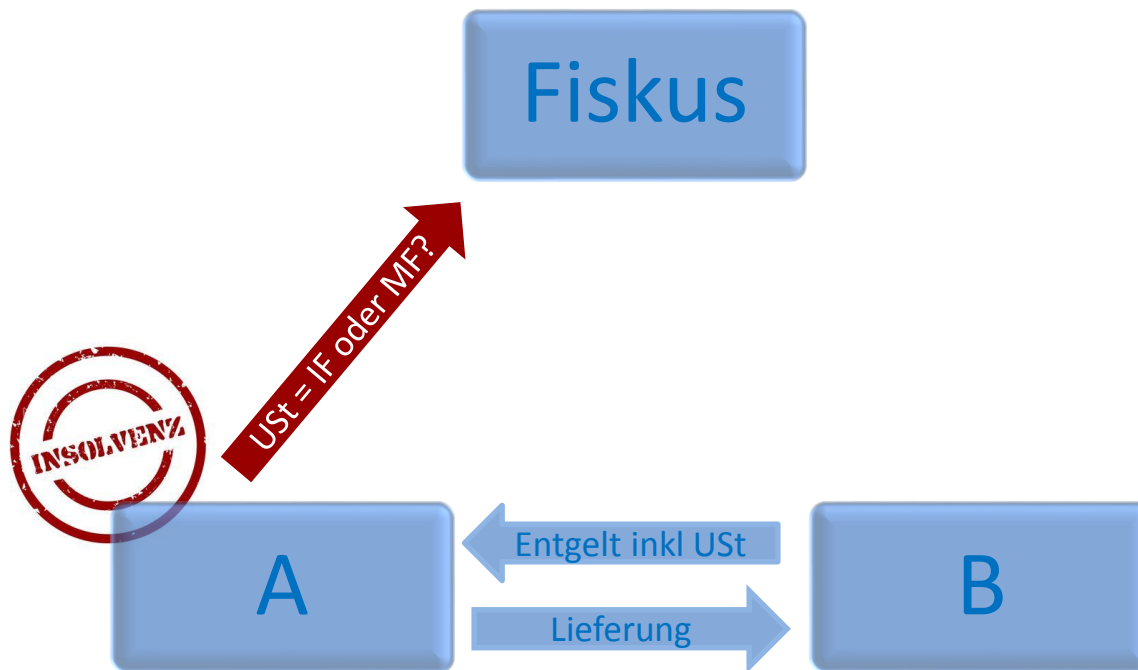 Fiskus
USt = IF oder MF?
INSOLVENZ
A
Entgelt inkl USt
Lieferung
B